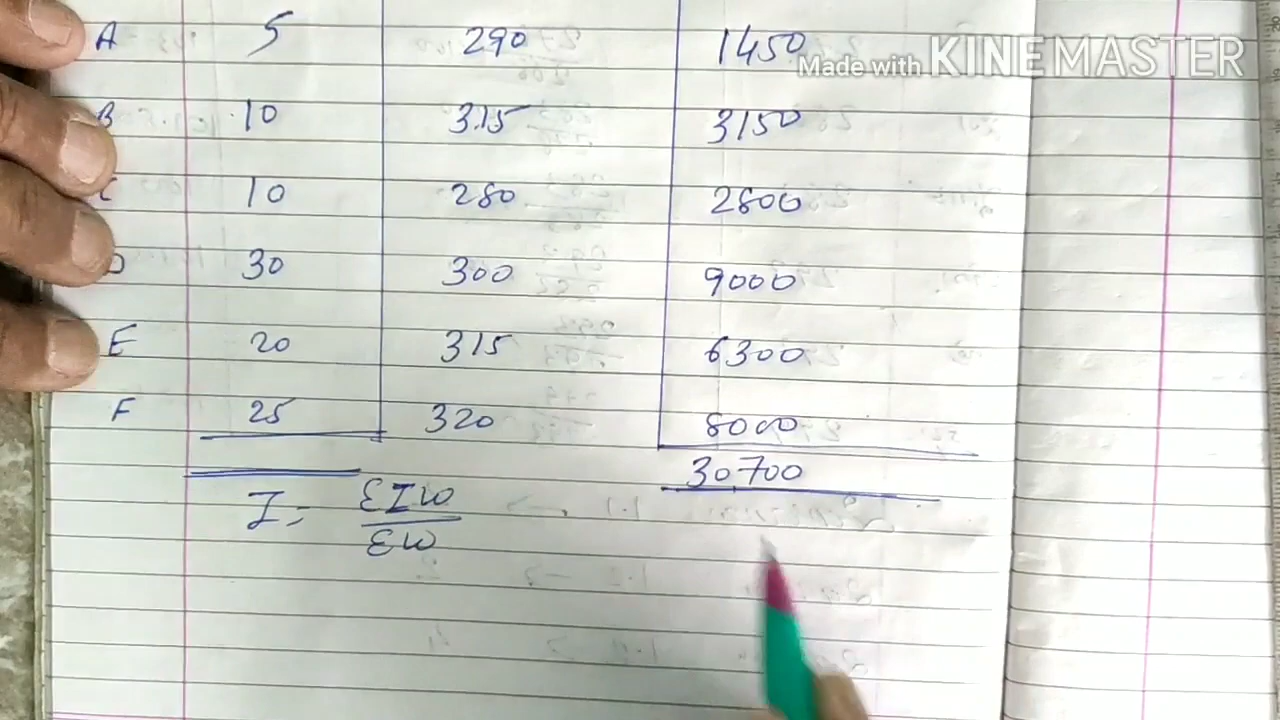 A 5 290 1450
Made with KINEMASTER
B 10 315 3150
C 10 280 2800
D 30 300 9000
E 20 315 6300
F 25 320 8000
30700
I = ΣIW
ΣW